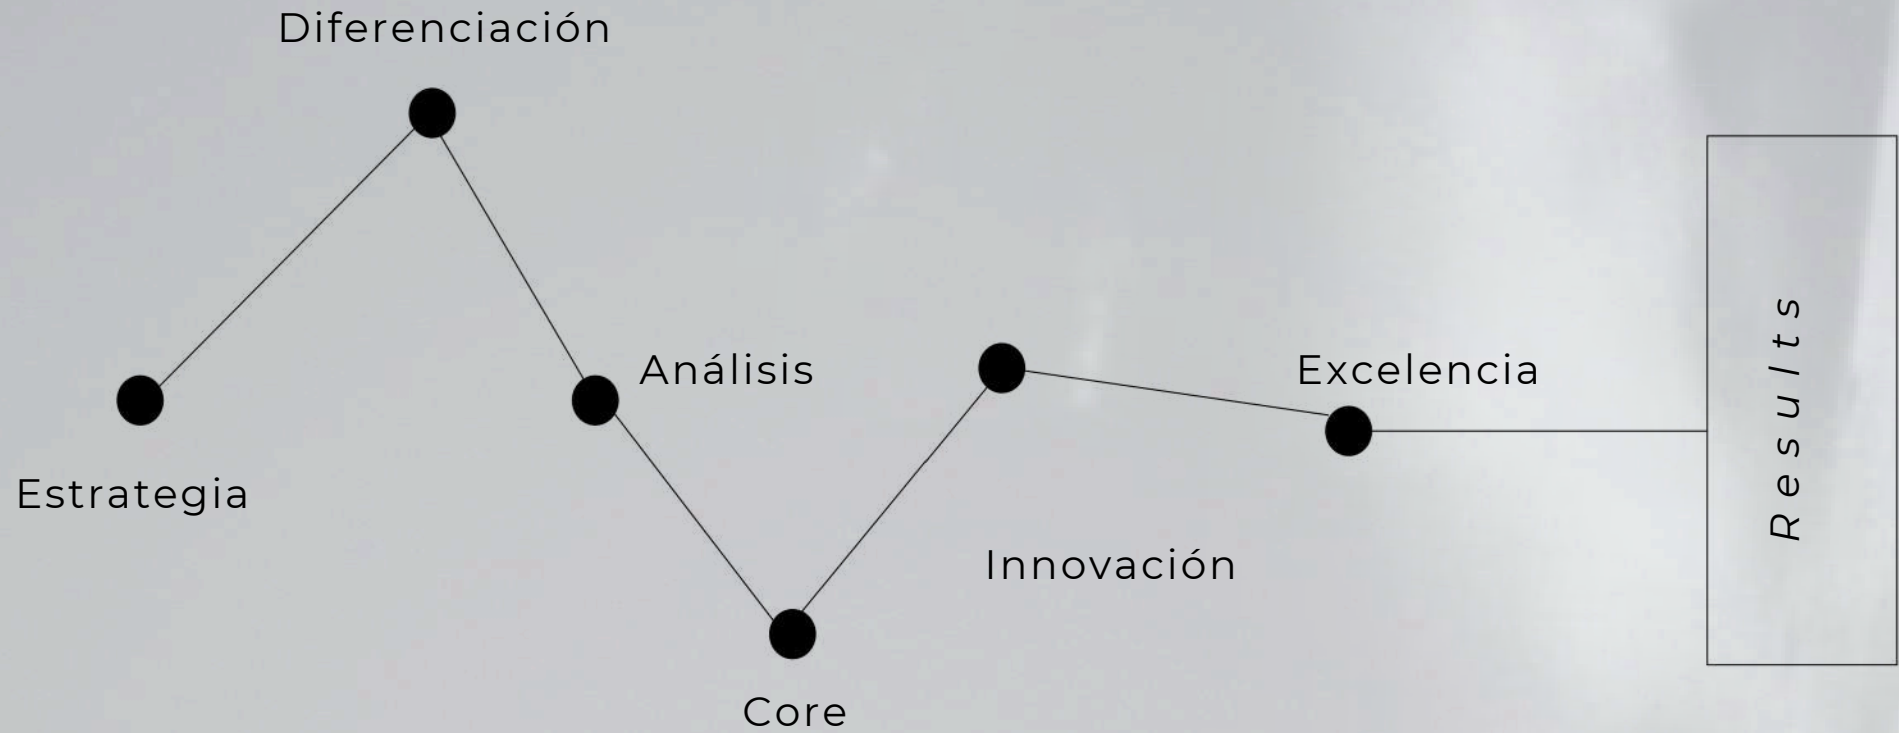 Diferenciación
Estrategia
Análisis
Core
Innovación
Excelencia
Results